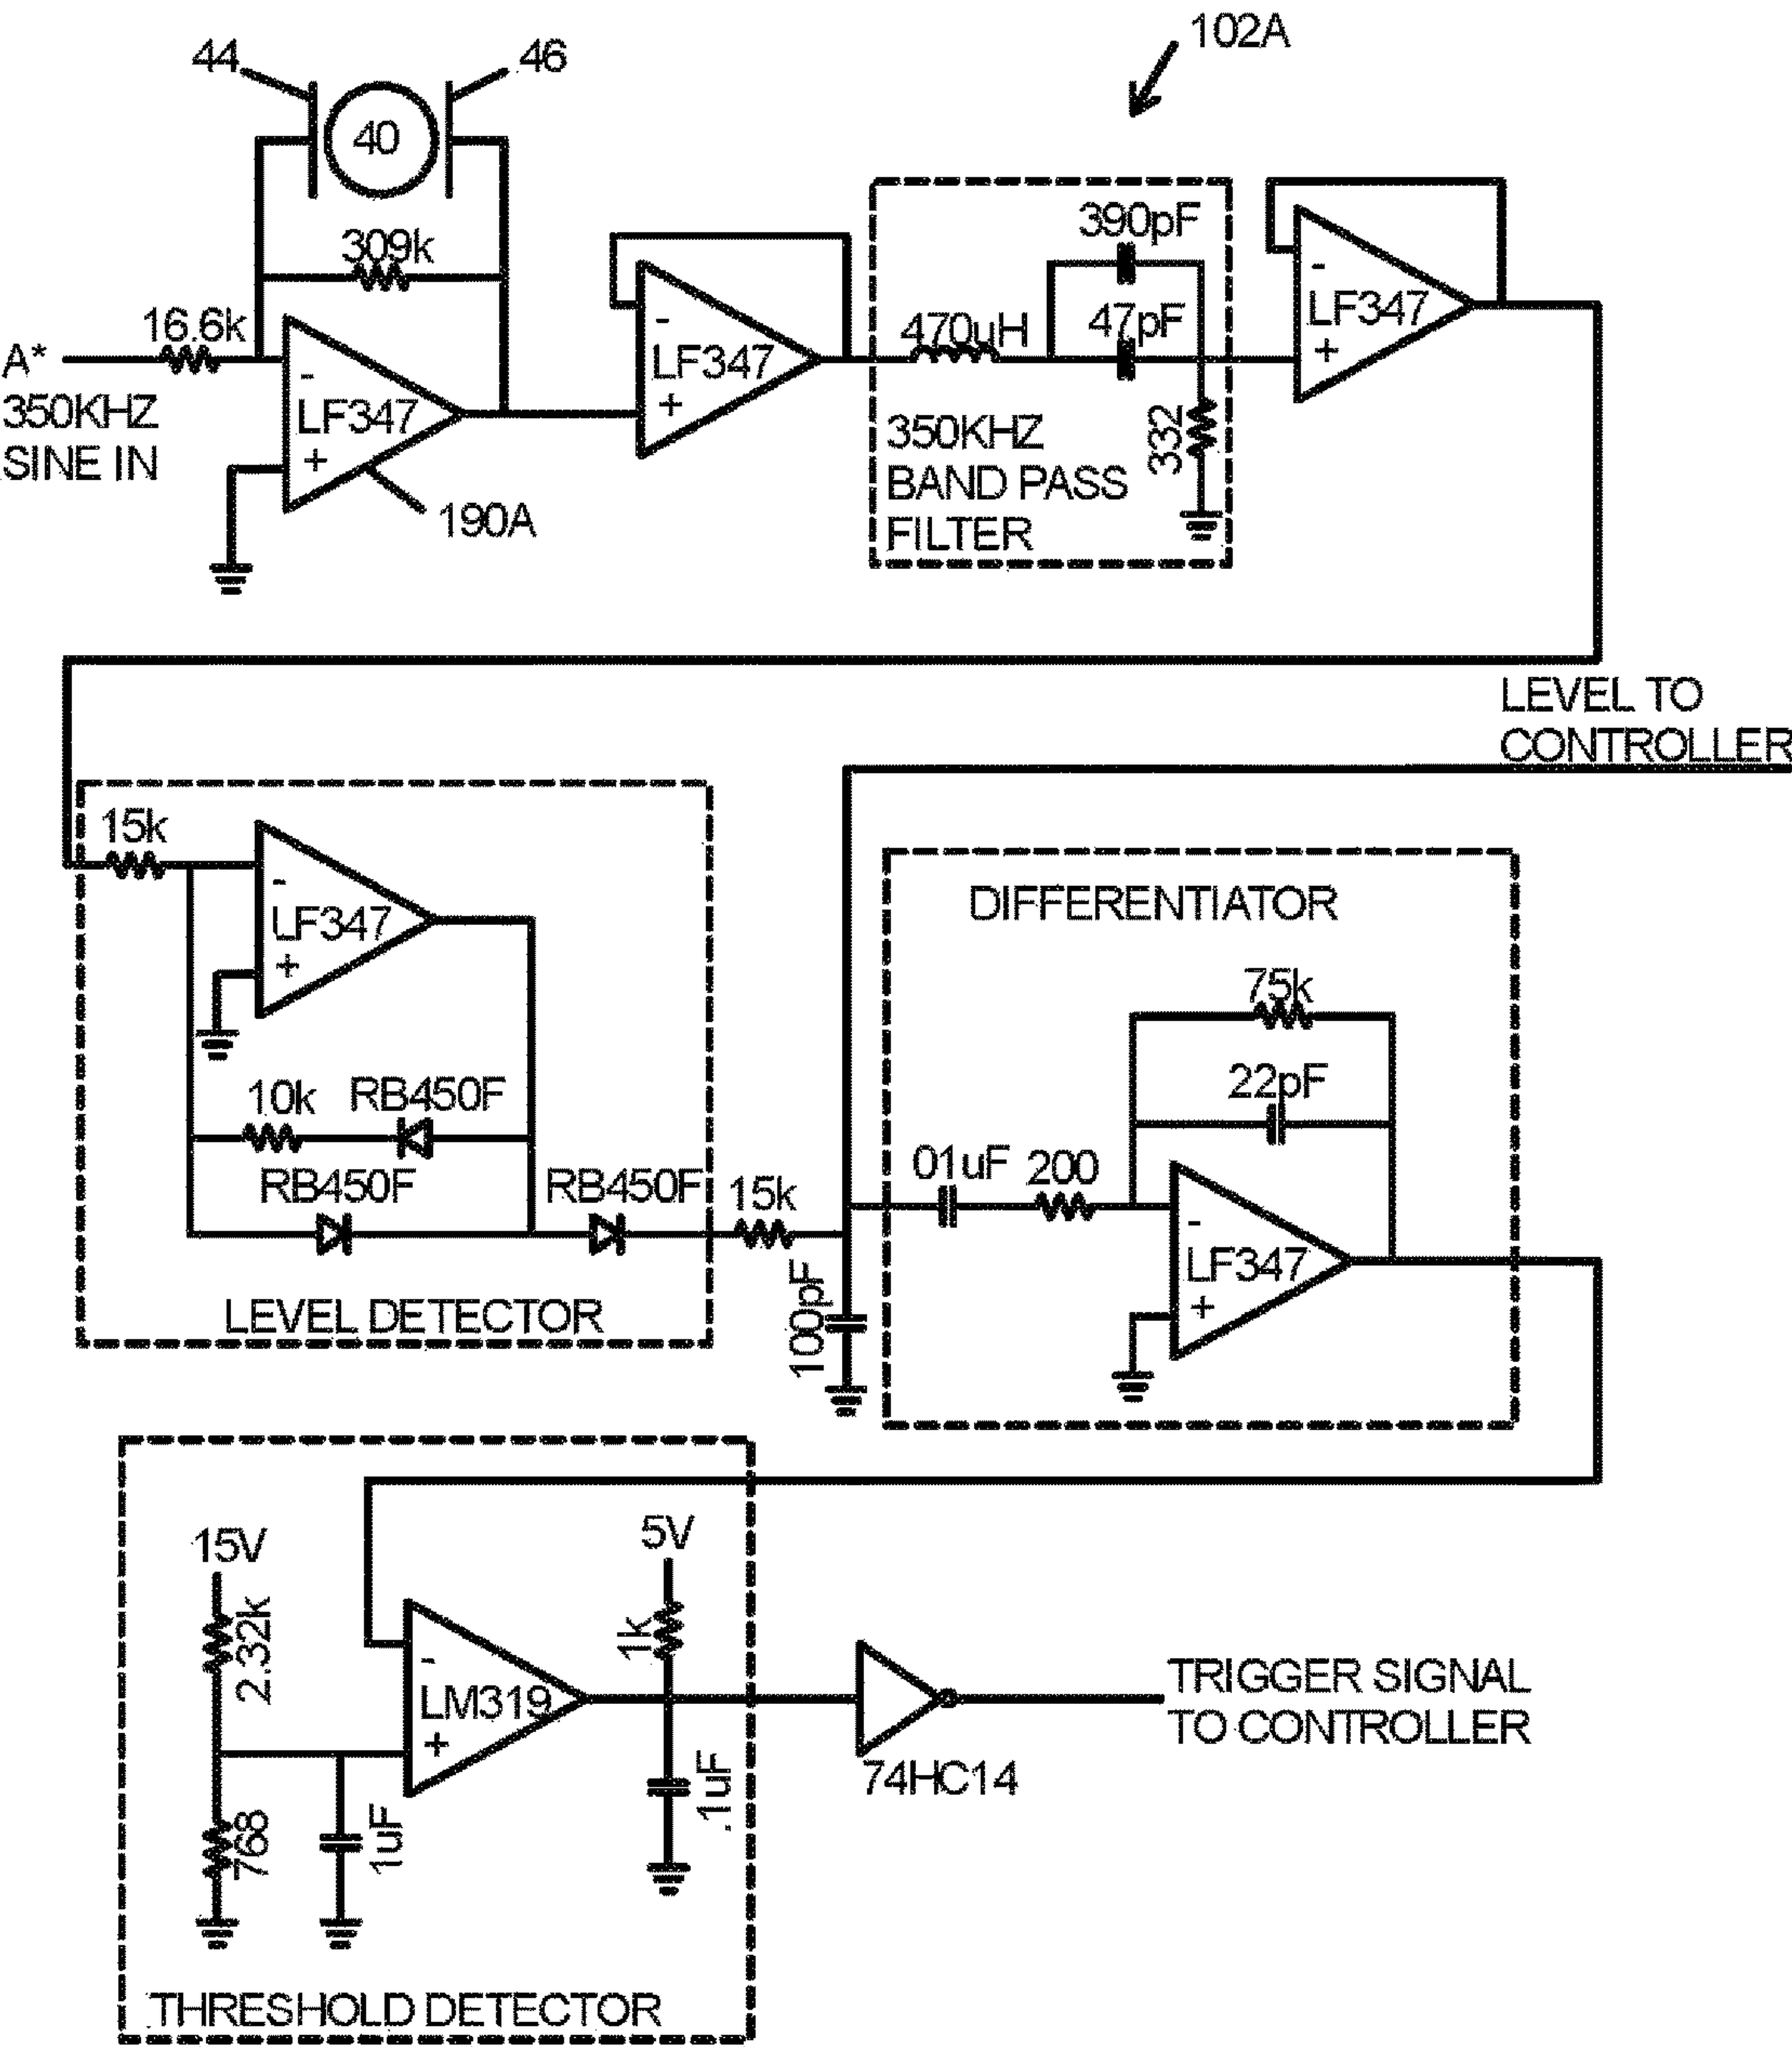 102A
44
46
40
309k
16.6k
A*
350KHZ
SINE IN
-
LF347
+
190A
-
LF347
+
390pF
470uH
47pF
332
350KHZ
BAND PASS
FILTER
-
LF347
+
LEVEL TO
CONTROLLER
15k
-
LF347
+
10k
RB450F
RB450F
RB450F
LEVEL DETECTOR
15k
100pF
DIFFERENTIATOR
75k
22pF
01uF
200
-
LF347
+
15V
2.32k
768
1uF
-
LM319
+
5V
1k
.1uF
THRESHOLD DETECTOR
74HC14
TRIGGER SIGNAL
TO CONTROLLER